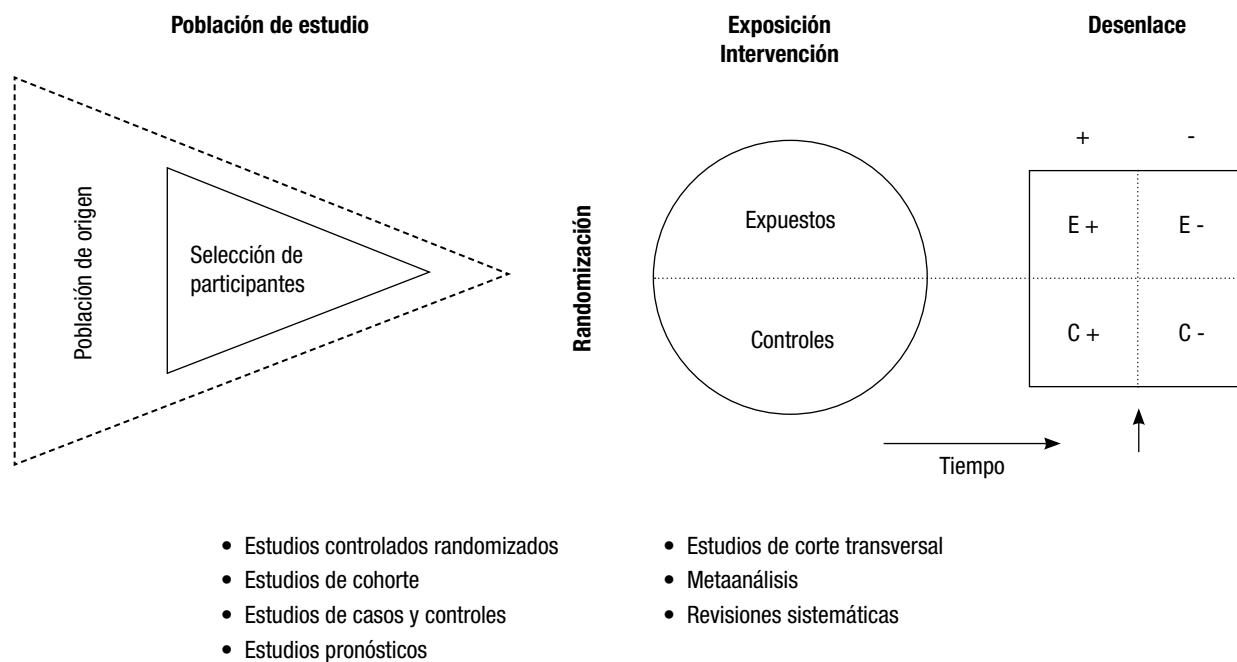 Población de estudio
Exposición
Intervención
Desenlace
Población de origen
Selección de
participantes
Randomización
Expuestos
Controles
+ -
E + E -
C + C -
Tiempo
• Estudios controlados randomizados
• Estudios de cohorte
• Estudios de casos y controles
• Estudios pronósticos
• Estudios de corte transversal
• Metaanálisis
• Revisiones sistemáticas